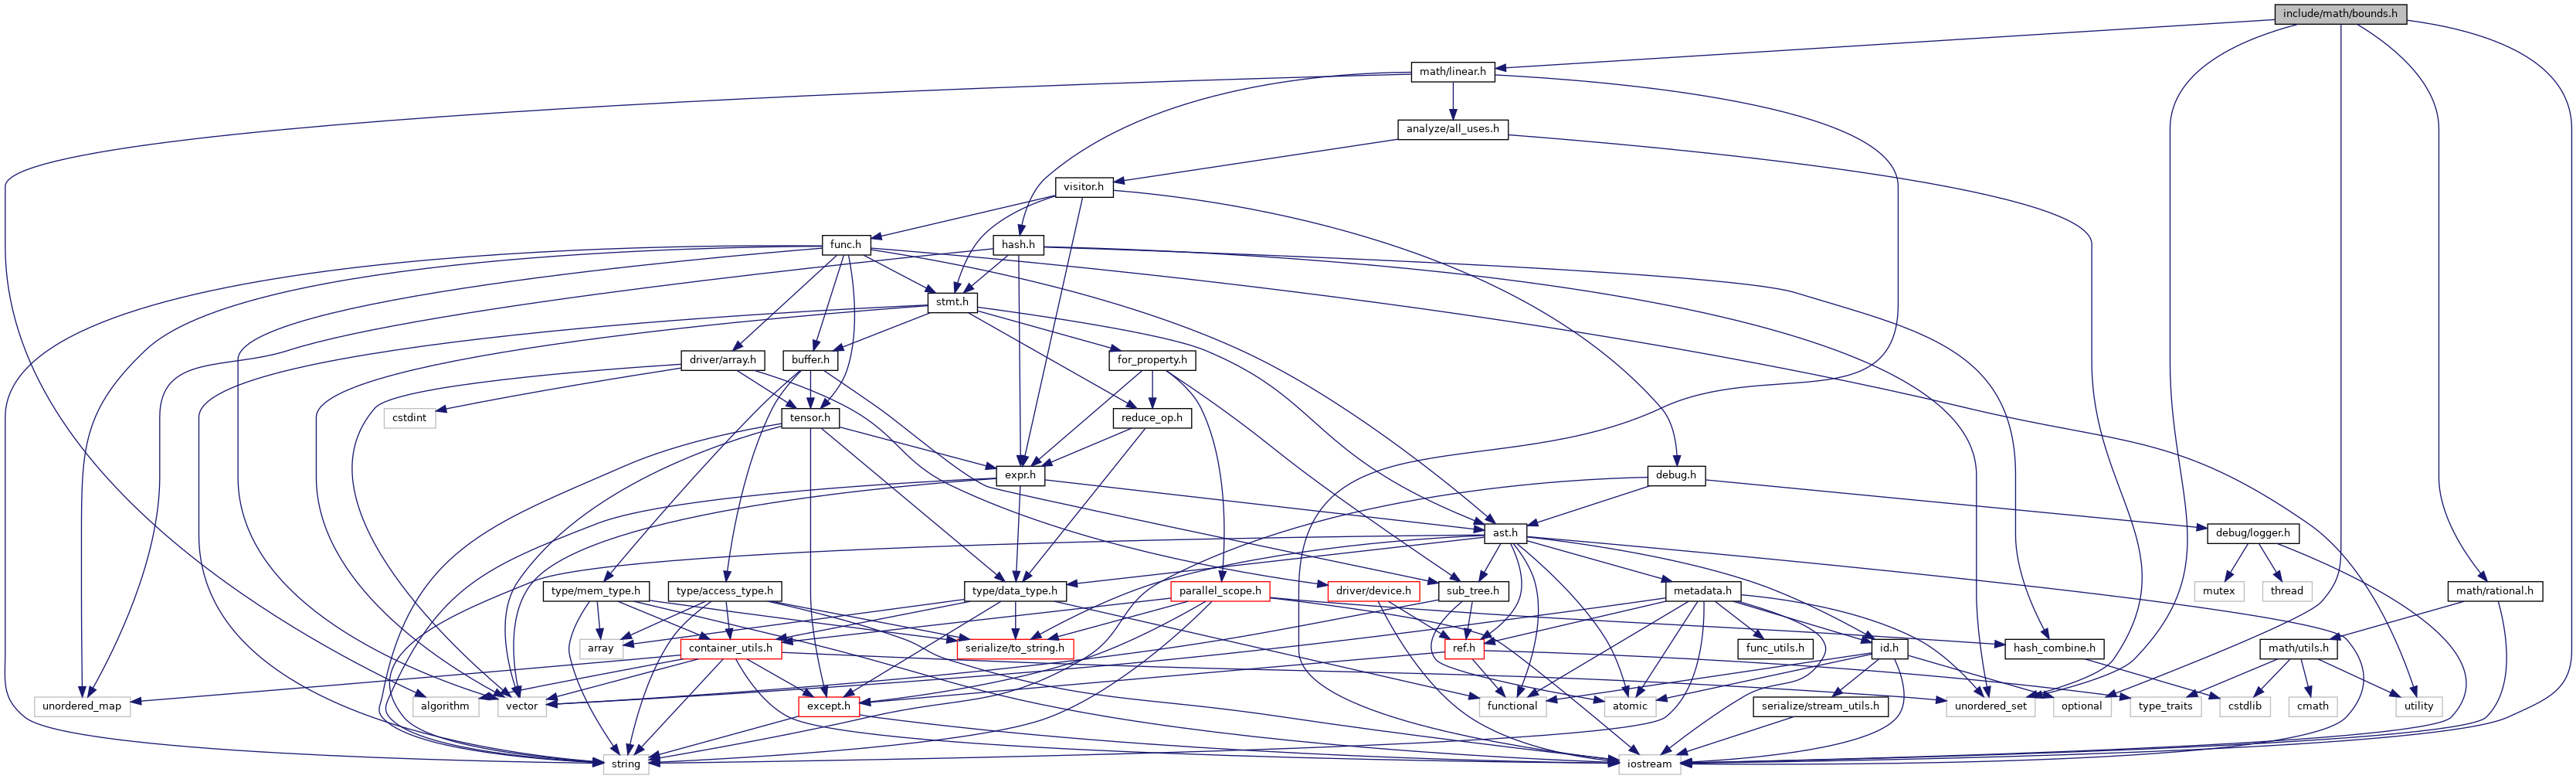 include/math/bounds.h
math/linear.h
analyze/all_uses.h
visitor.h
func.h
hash.h
stmt.h
driver/array.h
buffer.h
for_property.h
cstdint
tensor.h
reduce_op.h
expr.h
debug.h
ast.h
debug/logger.h
type/mem_type.h
type/access_type.h
type/data_type.h
parallel_scope.h
driver/device.h
sub_tree.h
metadata.h
mutex
thread
math/rational.h
array
container_utils.h
serialize/to_string.h
ref.h
func_utils.h
id.h
hash_combine.h
math/utils.h
unordered_map
algorithm
vector
except.h
functional
atomic
serialize/stream_utils.h
unordered_set
optional
type_traits
cstdlib
cmath
utility
string
iostream